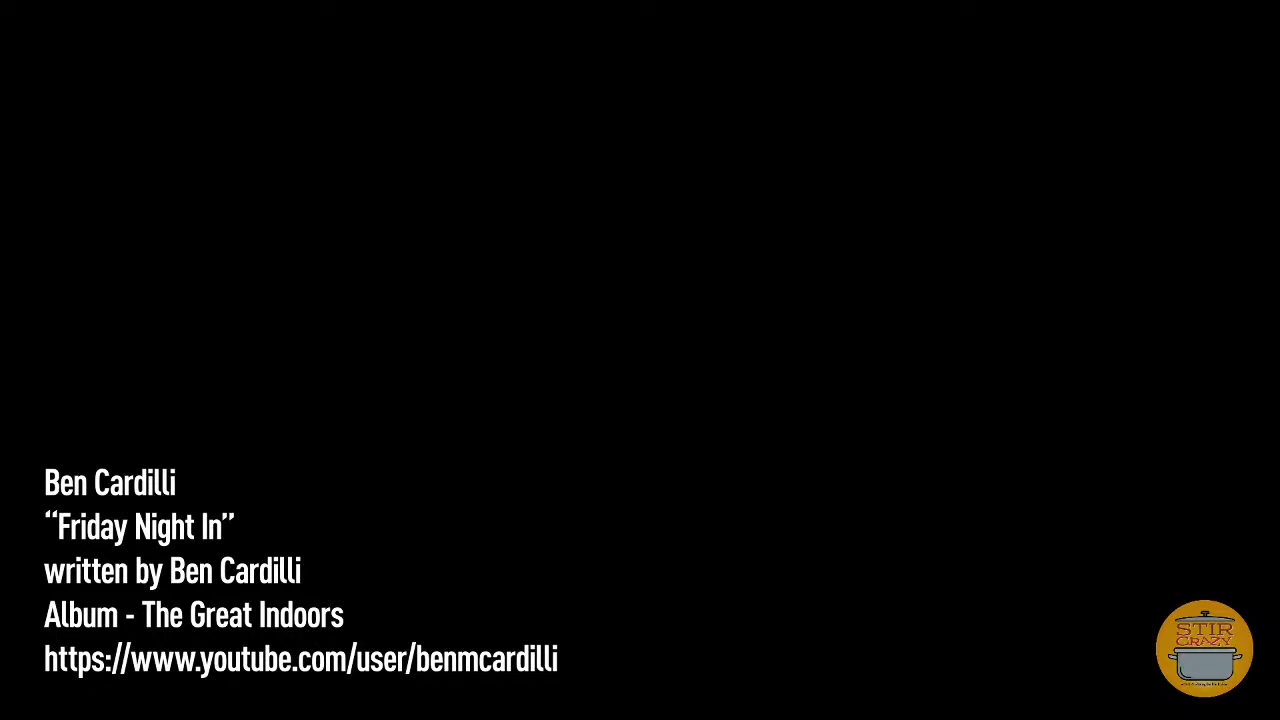 Ben Cardilli
“Friday Night In”
written by Ben Cardilli
Album - The Great Indoors
https://www.youtube.com/user/benmcardilli
STIR
CRAZY